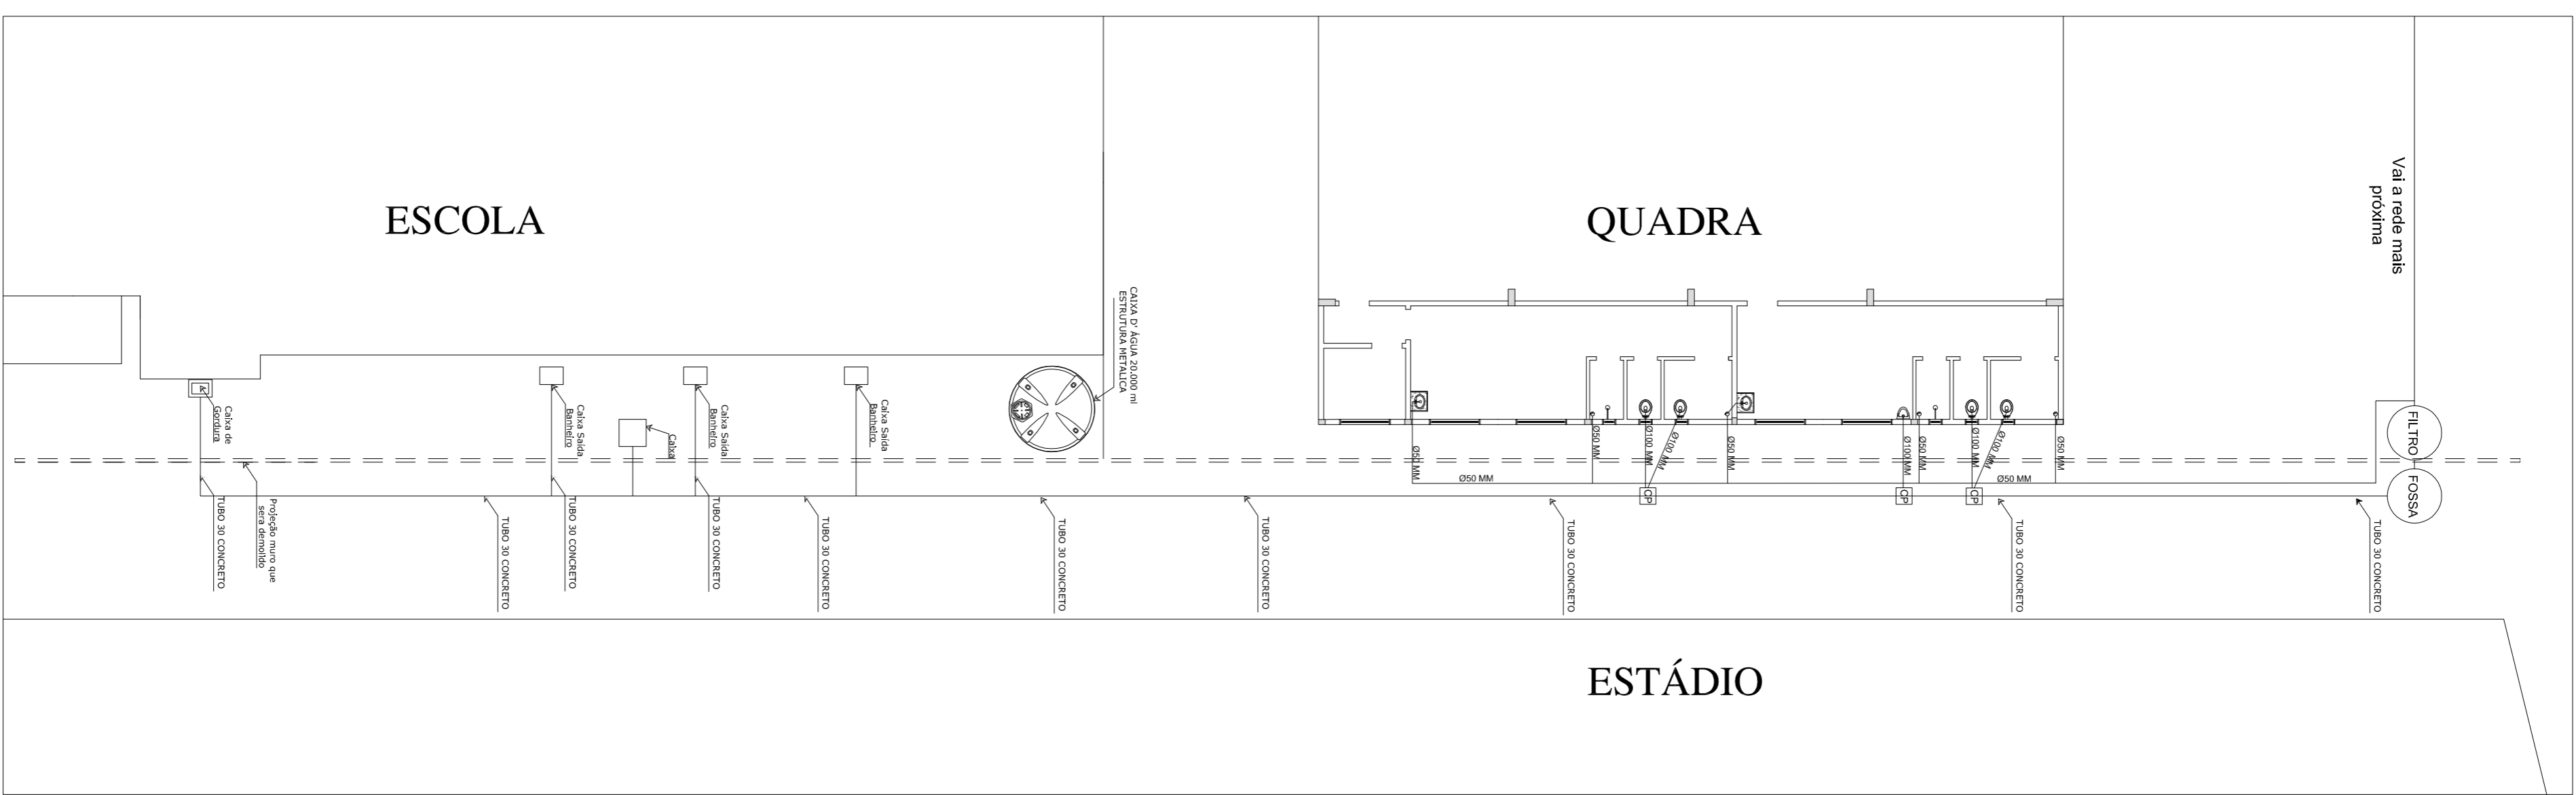 ESCOLA
QUADRA
Vai a rede mais
próxima
CAIXA D' ÁGUA 20.000 ml
ESTRUTURA METALICA
Caixa de
Gordura
Caixa Saída
Banheiro
Caixa
Caixa Saída
Banheiro
Caixa Saída
Banheiro
FILTRO
FOSSA
Ø50 MM
Ø50 MM
Ø100 MM
Ø100 MM
Ø50 MM
Ø100 MM
Ø50 MM
Ø100 MM
Ø100 MM
Ø50 MM
Ø50 MM
Ø50 MM
CP
CP
CP
Projeção muro que
sera demolido
TUBO 30 CONCRETO
TUBO 30 CONCRETO
TUBO 30 CONCRETO
TUBO 30 CONCRETO
TUBO 30 CONCRETO
TUBO 30 CONCRETO
TUBO 30 CONCRETO
TUBO 30 CONCRETO
TUBO 30 CONCRETO
TUBO 30 CONCRETO
ESTÁDIO